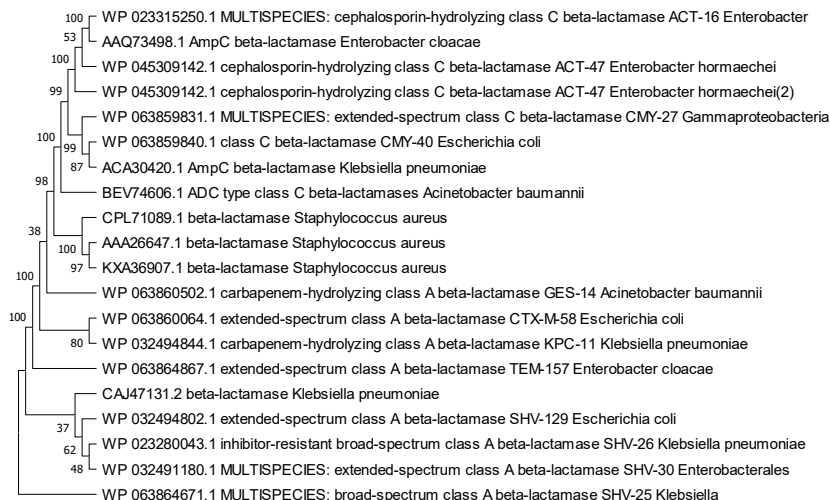 WP 023315250.1 MULTISPECIES: cephalosporin-hydrolyzing class C beta-lactamase ACT-16 Enterobacter
AAQ73498.1 AmpC beta-lactamase Enterobacter cloacae
WP 045309142.1 cephalosporin-hydrolyzing class C beta-lactamase ACT-47 Enterobacter hormaechei
WP 045309142.1 cephalosporin-hydrolyzing class C beta-lactamase ACT-47 Enterobacter hormaechei(2)
WP 063859831.1 MULTISPECIES: extended-spectrum class C beta-lactamase CMY-27 Gammaproteobacteria
WP 063859840.1 class C beta-lactamase CMY-40 Escherichia coli
ACA30420.1 AmpC beta-lactamase Klebsiella pneumoniae
BEV74606.1 ADC type class C beta-lactamases Acinetobacter baumannii
CPL71089.1 beta-lactamase Staphylococcus aureus
AAA26647.1 beta-lactamase Staphylococcus aureus
KXA36907.1 beta-lactamase Staphylococcus aureus
WP 063860502.1 carbapenem-hydrolyzing class A beta-lactamase GES-14 Acinetobacter baumannii
WP 063860064.1 extended-spectrum class A beta-lactamase CTX-M-58 Escherichia coli
WP 032494844.1 carbapenem-hydrolyzing class A beta-lactamase KPC-11 Klebsiella pneumoniae
WP 063864867.1 extended-spectrum class A beta-lactamase TEM-157 Enterobacter cloacae
CAJ47131.2 beta-lactamase Klebsiella pneumoniae
WP 032494802.1 extended-spectrum class A beta-lactamase SHV-129 Escherichia coli
WP 023280043.1 inhibitor-resistant broad-spectrum class A beta-lactamase SHV-26 Klebsiella pneumoniae
WP 032491180.1 MULTISPECIES: extended-spectrum class A beta-lactamase SHV-30 Enterobacterales
WP 063864671.1 MULTISPECIES: broad-spectrum class A beta-lactamase SHV-25 Klebsiella
100
53
100
99
100
99
87
98
38
100
97
100
100
80
37
62
48